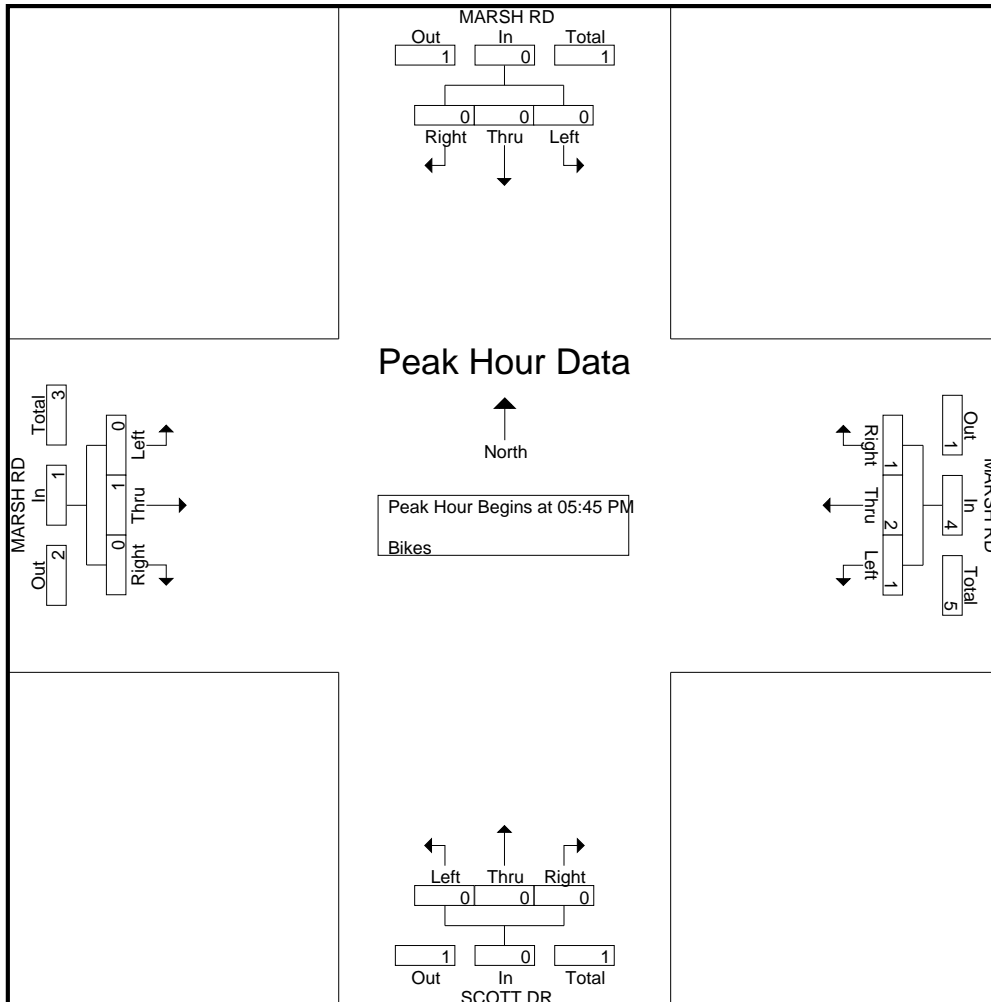 MARSH RD
Out In Total
1 0 1
0 0 0
Right Thru Left
Peak Hour Data
North
Peak Hour Begins at 05:45 PM
Bikes
MARSH RD
Out In Total
2 1 3
0 1 0
Right Thru Left
MARSH RD
Out In Total
1 4 5
1 2 1
Right Thru Left
Left Thru Right
0 0 0
1 0 1
Out In Total
SCOTT DR